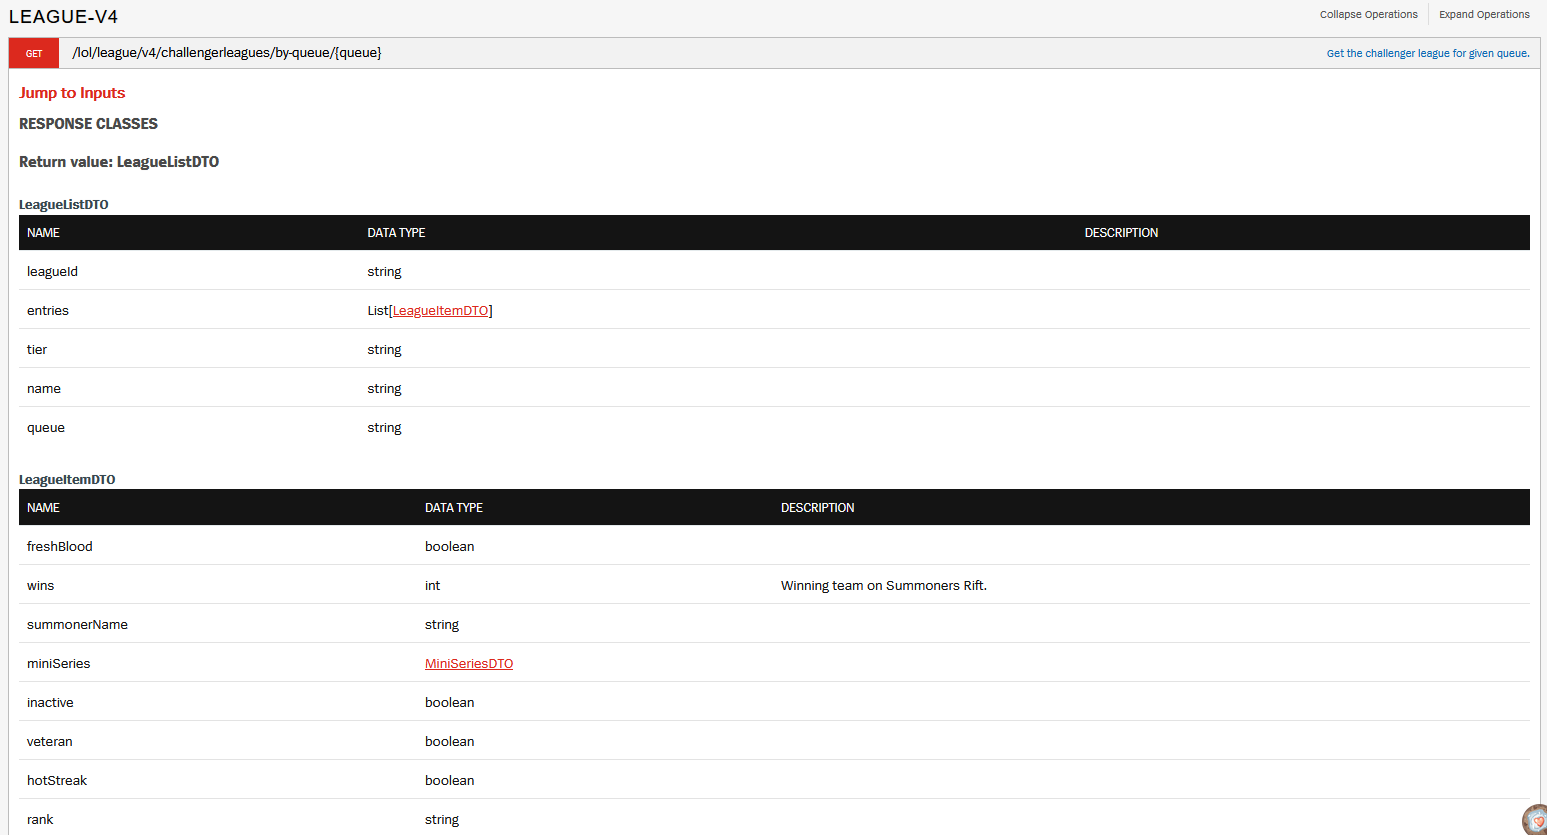 LEAGUE-V4
Collapse Operations
Expand Operations
GET
/lol/league/v4/challengerleagues/by-queue/{queue}
Get the challenger league for given queue.
Jump to Inputs
RESPONSE CLASSES
Return value: LeagueListDTO
LeagueListDTO
NAME DATA TYPE DESCRIPTION
leagueId string
entries List[LeagueItemDTO]
tier string
name string
queue string
LeagueItemDTO
NAME DATA TYPE DESCRIPTION
freshBlood boolean
wins int Winning team on Summoners Rift.
summonerName string
miniSeries MiniSeriesDTO
inactive boolean
veteran boolean
hotStreak boolean
rank string